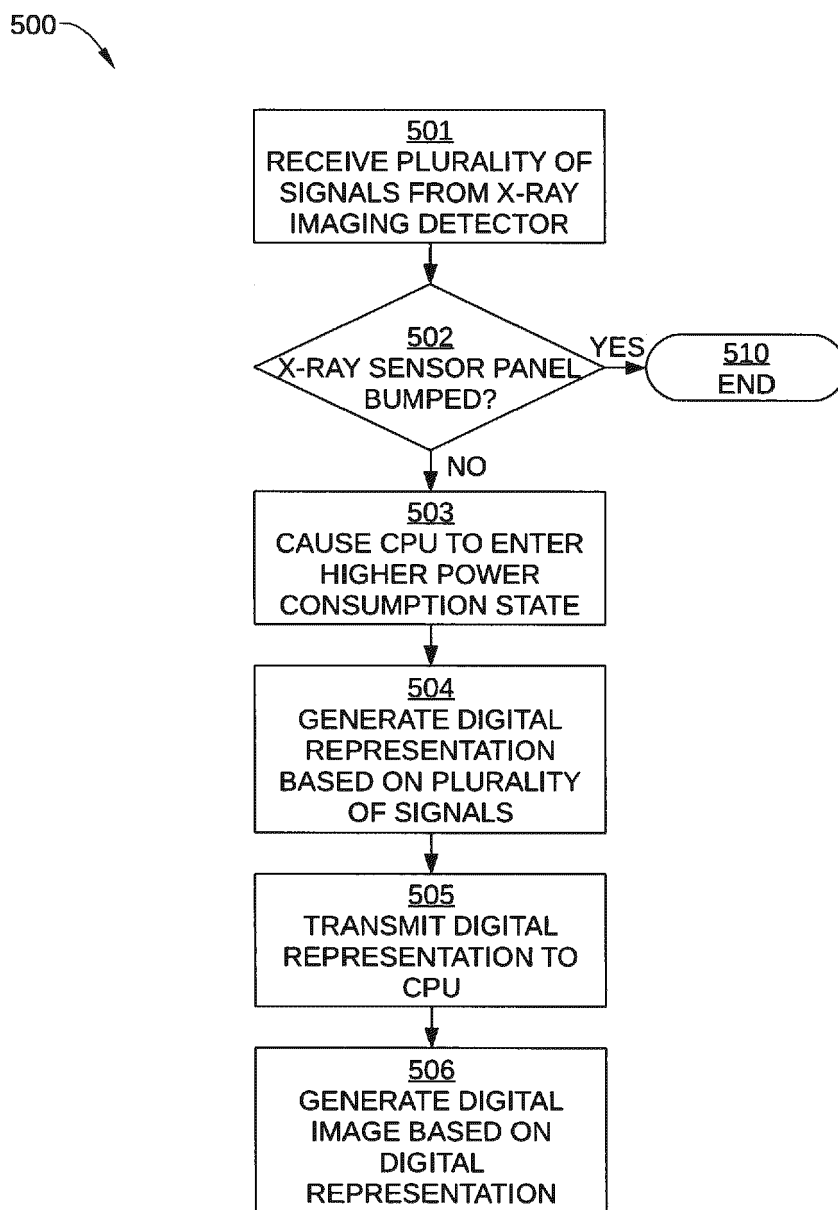 500
501
RECEIVE PLURALITY OF
SIGNALS FROM X-RAY
IMAGING DETECTOR
502
X-RAY SENSOR PANEL
BUMPED?
YES
510
END
NO
503
CAUSE CPU TO ENTER
HIGHER POWER
CONSUMPTION STATE
504
GENERATE DIGITAL
REPRESENTATION
BASED ON PLURALITY
OF SIGNALS
505
TRANSMIT DIGITAL
REPRESENTATION TO
CPU
506
GENERATE DIGITAL
IMAGE BASED ON
DIGITAL
REPRESENTATION